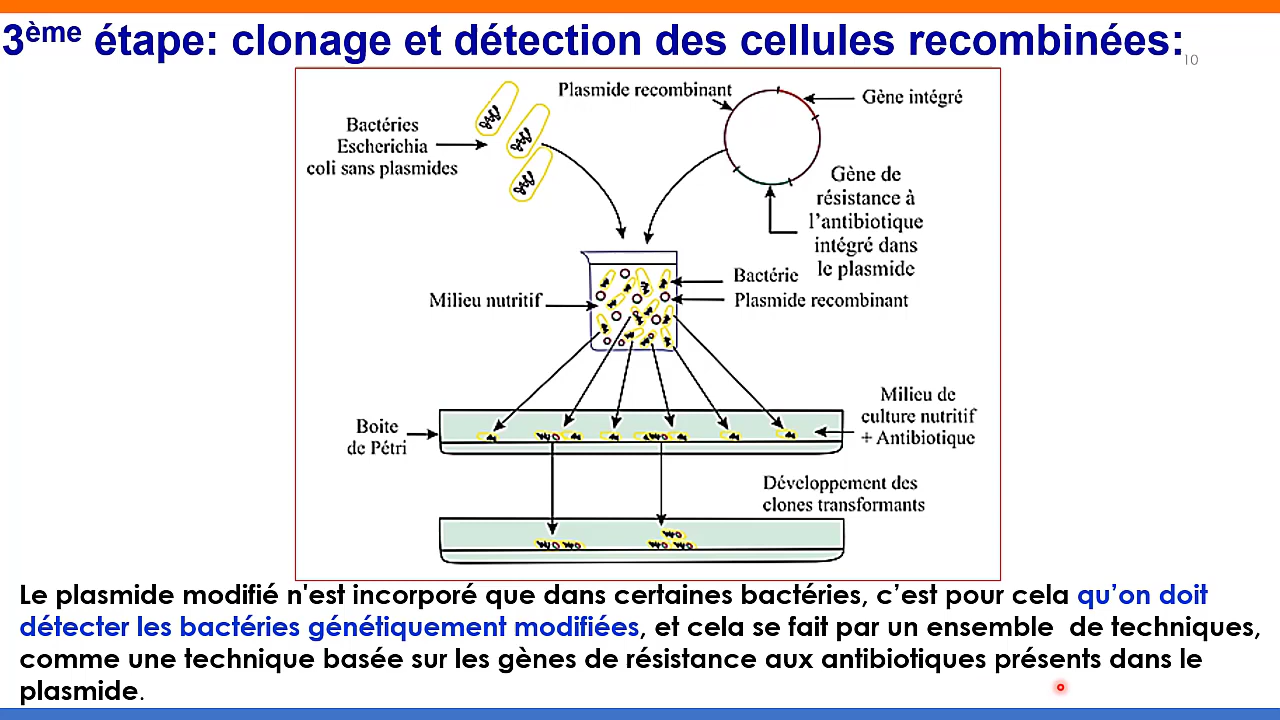 3ème étape: clonage et détection des cellules recombinées:
10
Plasmide recombinant
Gène intégré
Bactéries
Escherichia
coli sans plasmides
Gène de
résistance à
l'antibiotique
intégré dans
le plasmide
Bactérie
Milieu nutritif
Plasmide recombinant
Milieu de
culture nutritif
+ Antibiotique
Boite
de Pétri
Développement des
clones transformants
Le plasmide modifié n'est incorporé que dans certaines bactéries, c'est pour cela qu'on doit
détecter les bactéries génétiquement modifiées, et cela se fait par un ensemble de techniques,
comme une technique basée sur les gènes de résistance aux antibiotiques présents dans le
plasmide.